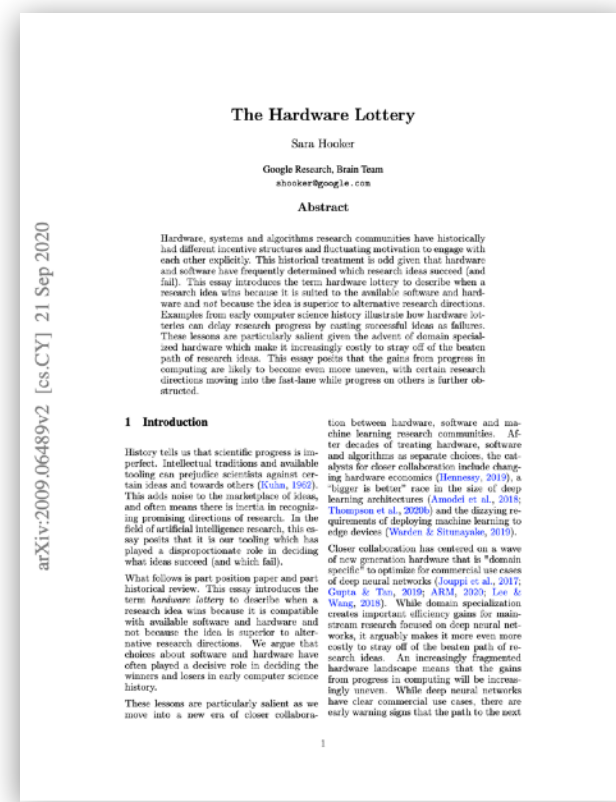 The Hardware Lottery
Sara Hooker
Google Research, Brain Team
shooker@google.com
Abstract
Hardware, systems and algorithms research communities have historically
had different incentive structures and fluctuating motivation to engage with
each other explicitly. This historical treatment is odd given that hardware
and software have frequently determined which research ideas succeed (and
fail). This essay introduces the term hardware lottery to describe when a
research idea wins because it is suited to the available software and hard-
ware and not because the idea is superior to alternative research directions.
Examples from early computer science history illustrate how hardware lot-
teries can delay research progress by casting successful ideas as failures.
These lessons are particularly salient given the advent of domain special-
ized hardware which make it increasingly costly to stray off of the beaten
path of research ideas. This essay posits that the gains from progress in
computing are likely to become even more uneven, with certain research
directions moving into the fast-lane while progress on others is further ob-
structed.
arXiv:2009.06489v2 [cs.CY] 21 Sep 2020
1 Introduction
History tells us that scientific progress is im-
perfect. Intellectual traditions and available
tooling can prejudice scientists against cer-
tain ideas and towards others (Kuhn, 1962).
This adds noise to the marketplace of ideas,
and often means there is inertia in recogniz-
ing promising directions of research. In the
field of artificial intelligence research, this es-
say posits that it is our tooling which has
played a disproportionate role in deciding
what ideas succeed (and which fail).
What follows is part position paper and part
historical review. This essay introduces the
term hardware lottery to describe when a
research idea wins because it is compatible
with available software and hardware and
not because the idea is superior to alter-
native research directions. We argue that
choices about software and hardware have
often played a decisive role in deciding the
winners and losers in early computer science
history.
These lessons are particularly salient as we
move into a new era of closer collabora-
tion between hardware, software and ma-
chine learning research communities. Af-
ter decades of treating hardware, software
and algorithms as separate choices, the cat-
alysts for closer collaboration include chang-
ing hardware economics (Hennessy, 2019), a
"bigger is better" race in the size of deep
learning architectures (Amodei et al., 2018;
Thompson et al., 2020b) and the dizzying re-
quirements of deploying machine learning to
edge devices (Warden & Situnayake, 2019).
Closer collaboration has centered on a wave
of new generation hardware that is "domain
specific" to optimize for commercial use cases
of deep neural networks (Jouppi et al., 2017;
Gupta & Tan, 2019; ARM, 2020; Lee &
Wang, 2018). While domain specialization
creates important efficiency gains for main-
stream research focused on deep neural net-
works, it arguably makes it more even more
costly to stray off of the beaten path of re-
search ideas. An increasingly fragmented
hardware landscape means that the gains
from progress in computing will be increas-
ingly uneven. While deep neural networks
have clear commercial use cases, there are
early warning signs that the path to the next
1